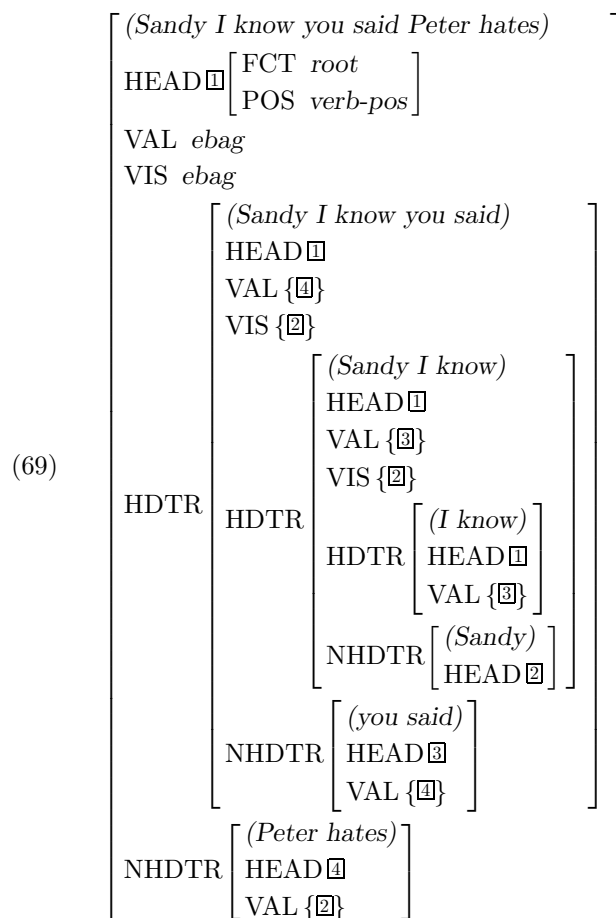 (Sandy I know you said Peter hates)
HEAD 1 [FCT root
POS verb-pos]
VAL ebag
VIS ebag
(Sandy I know you said)
HEAD 1
VAL {4}
VIS {2}
(Sandy I know)
HEAD 1
VAL {3}
VIS {2}
(69)
HDTR
HDTR
HDTR
(I know)
HEAD 1
VAL {3}
NHDTR
(Sandy)
HEAD 2
NHDTR
(you said)
HEAD 3
VAL {4}
NHDTR
(Peter hates)
HEAD 4
VAL {2}